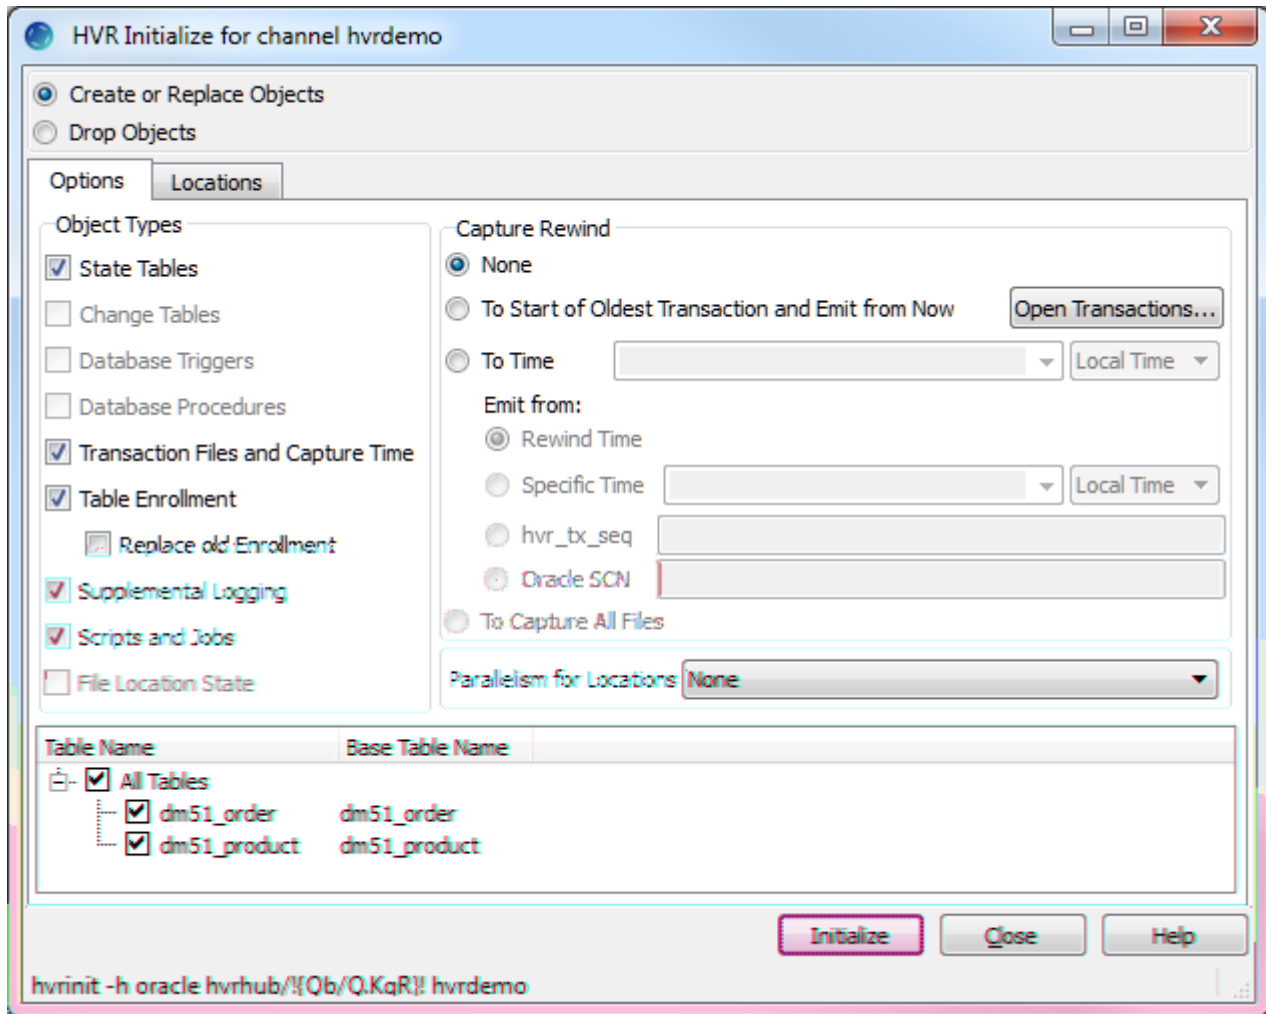 HVR Initialize for channel hvrdemo
Create or Replace Objects
Drop Objects
Options
Locations
Object Types
State Tables
Change Tables
Database Triggers
Database Procedures
Transaction Files and Capture Time
Table Enrollment
Replace old Enrollment
Supplemental Logging
Scripts and Jobs
File Location State
Capture Rewind
None
To Start of Oldest Transaction and Emit from Now
Open Transactions...
To Time
Local Time
Emit from:
Rewind Time
Specific Time
Local Time
hvr_tx_seq
Oracle SCN
To Capture All Files
Parallelism for Locations None
Table Name Base Table Name
All Tables
dm51_order dm51_order
dm51_product dm51_product
Initialize Close Help
hvrinit -h oracle hvrhub/!{Qb/Q.KqR}! hvrdemo